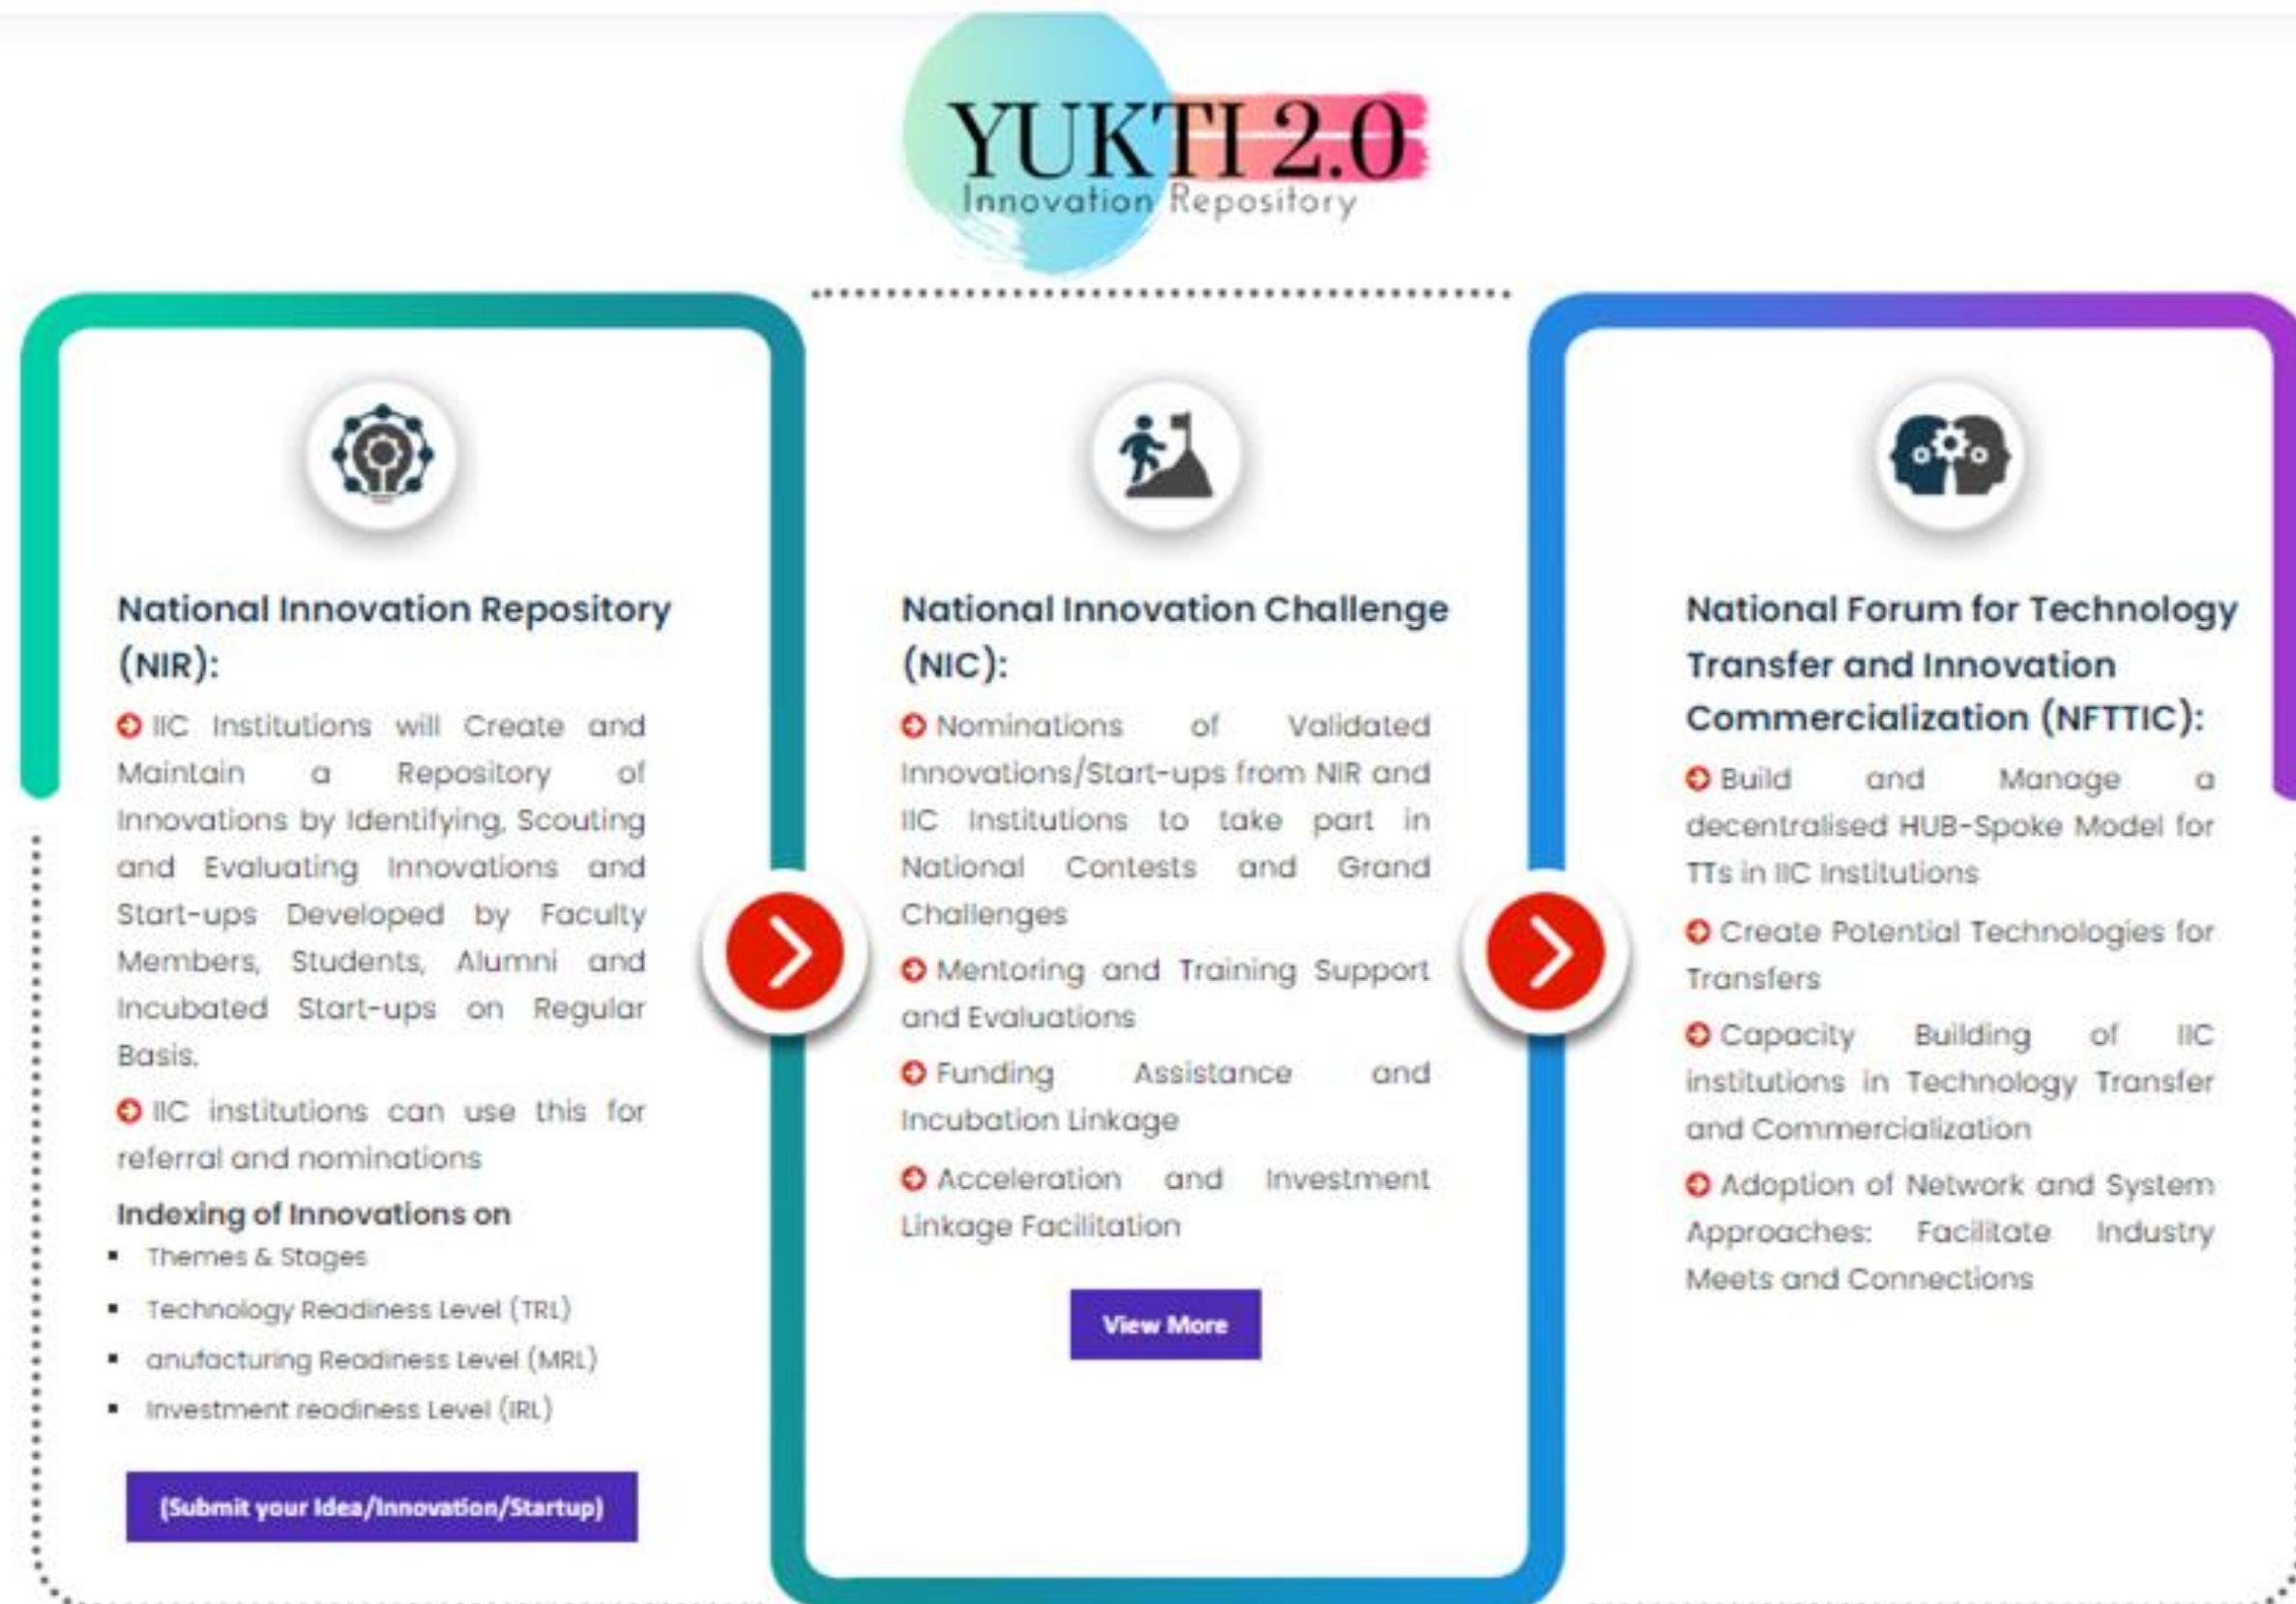 YUKTI 2.0
Innovation Repository
National Innovation Repository
(NIR):
IIC Institutions will Create and
Maintain a Repository of
Innovations by Identifying, Scouting
and Evaluating Innovations and
Start-ups Developed by Faculty
Members, Students, Alumni and
Incubated Start-ups on Regular
Basis.
IIC institutions can use this for
referral and nominations
Indexing of Innovations on
Themes & Stages
Technology Readiness Level (TRL)
anufacturing Readiness Level (MRL)
Investment readiness Level (IRL)
(Submit your Idea/Innovation/Startup)
National Innovation Challenge
(NIC):
Nominations of Validated
Innovations/Start-ups from NIR and
IIC Institutions to take part in
National Contests and Grand
Challenges
Mentoring and Training Support
and Evaluations
Funding Assistance and
Incubation Linkage
Acceleration and Investment
Linkage Facilitation
View More
National Forum for Technology
Transfer and Innovation
Commercialization (NFTTIC):
Build and Manage a
decentralised HUB-Spoke Model for
TTs in IIC Institutions
Create Potential Technologies for
Transfers
Capacity Building of IIC
institutions in Technology Transfer
and Commercialization
Adoption of Network and System
Approaches: Facilitate Industry
Meets and Connections